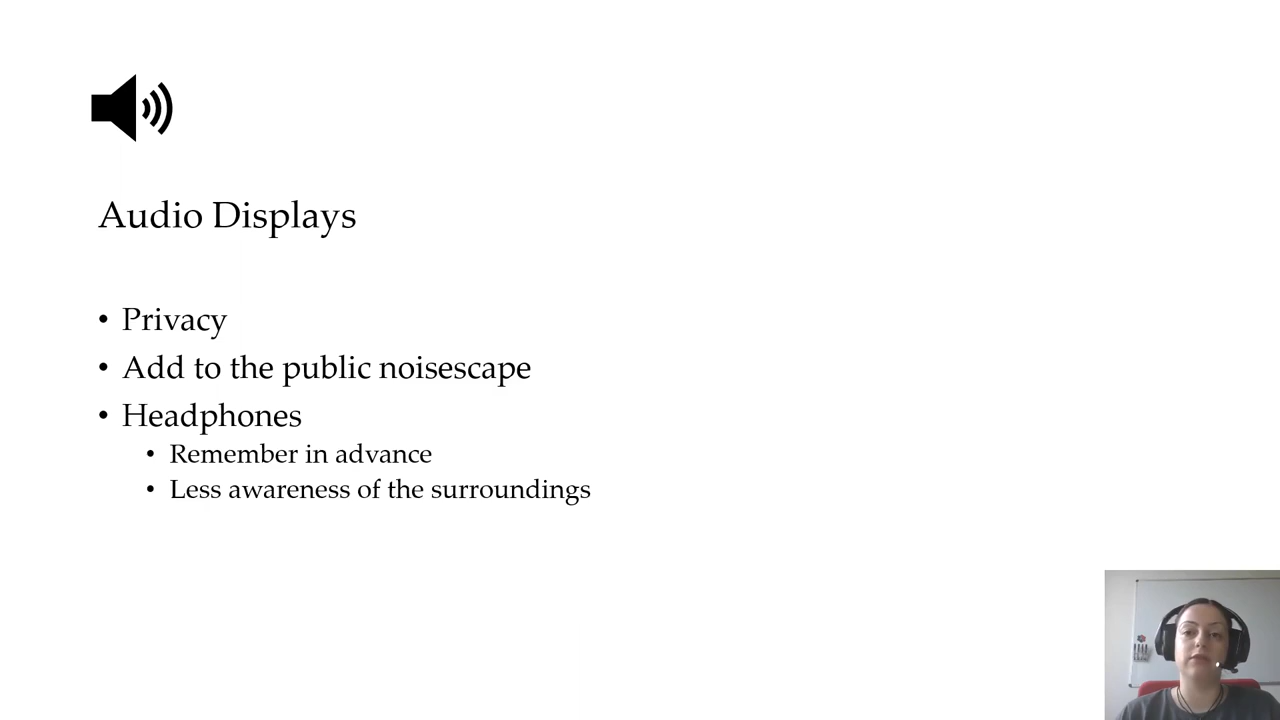 Audio Displays
• Privacy
• Add to the public noisescape
• Headphones
• Remember in advance
• Less awareness of the surroundings